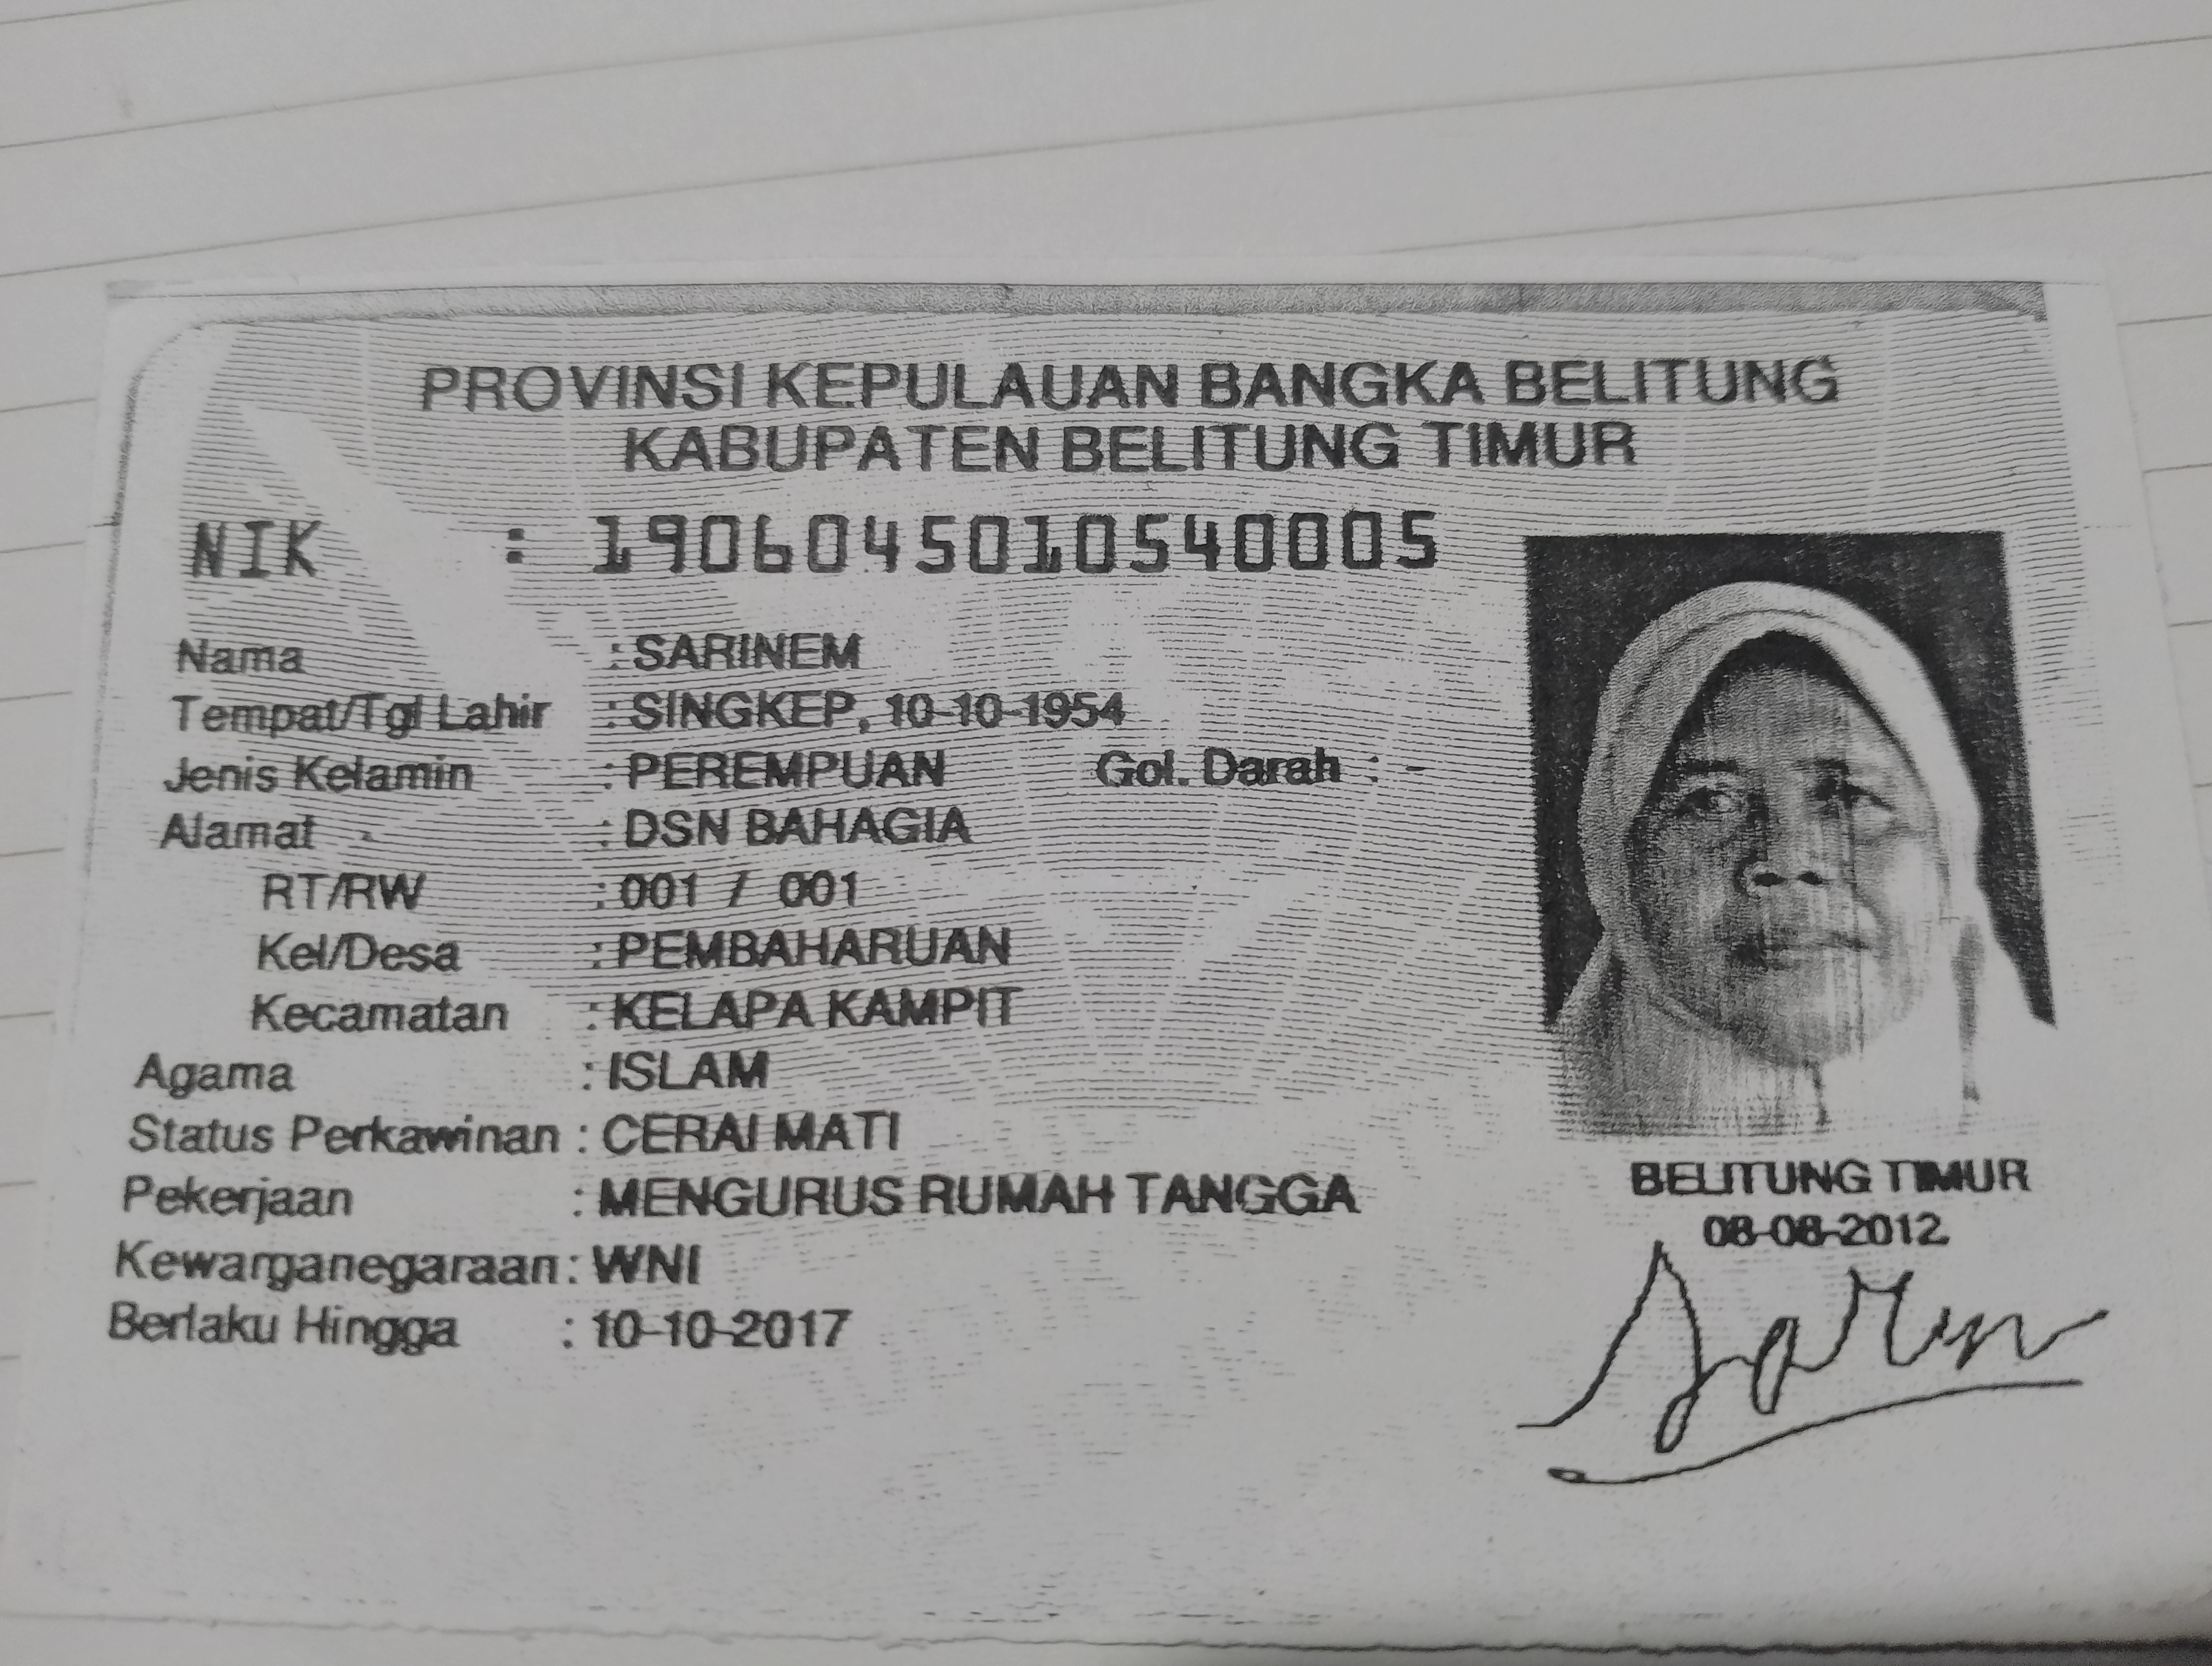 PROVINSI KEPULAUAN BANGKA BELITUNG
KABUPATEN BELITUNG TIMUR
NIK : 1906045010540005
Nama : SARINEM
Tempat/Tgl Lahir : SINGKEP, 10-10-1954
Jenis Kelamin : PEREMPUAN Gol. Darah : -
Alamat : DSN BAHAGIA
RT/RW : 001 / 001
Kel/Desa : PEMBAHARUAN
Kecamatan : KELAPA KAMPIT
Agama : ISLAM
Status Perkawinan : CERAI MATI
Pekerjaan : MENGURUS RUMAH TANGGA
Kewarganegaraan : WNI
Berlaku Hingga : 10-10-2017
BELITUNG TIMUR
08-08-2012